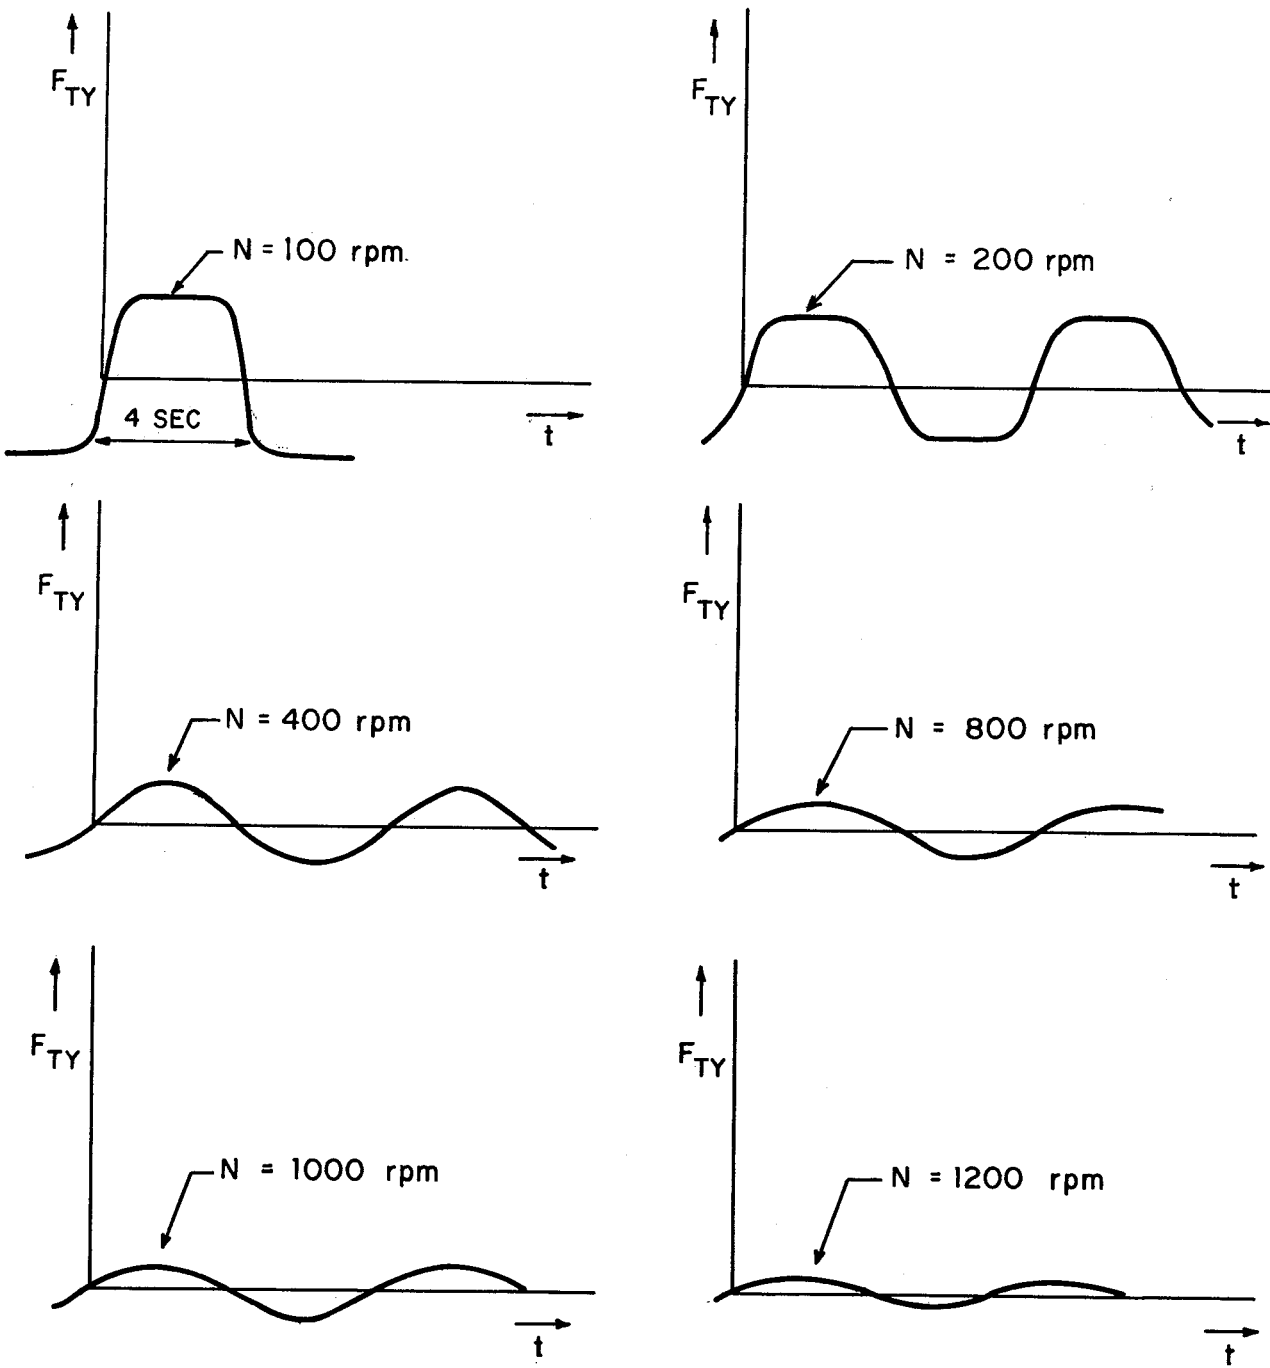 F_TY
N = 100 rpm.
4 SEC
t
F_TY
N = 200 rpm
t
F_TY
N = 400 rpm
t
F_TY
N = 800 rpm
t
F_TY
N = 1000 rpm
t
F_TY
N = 1200 rpm
t